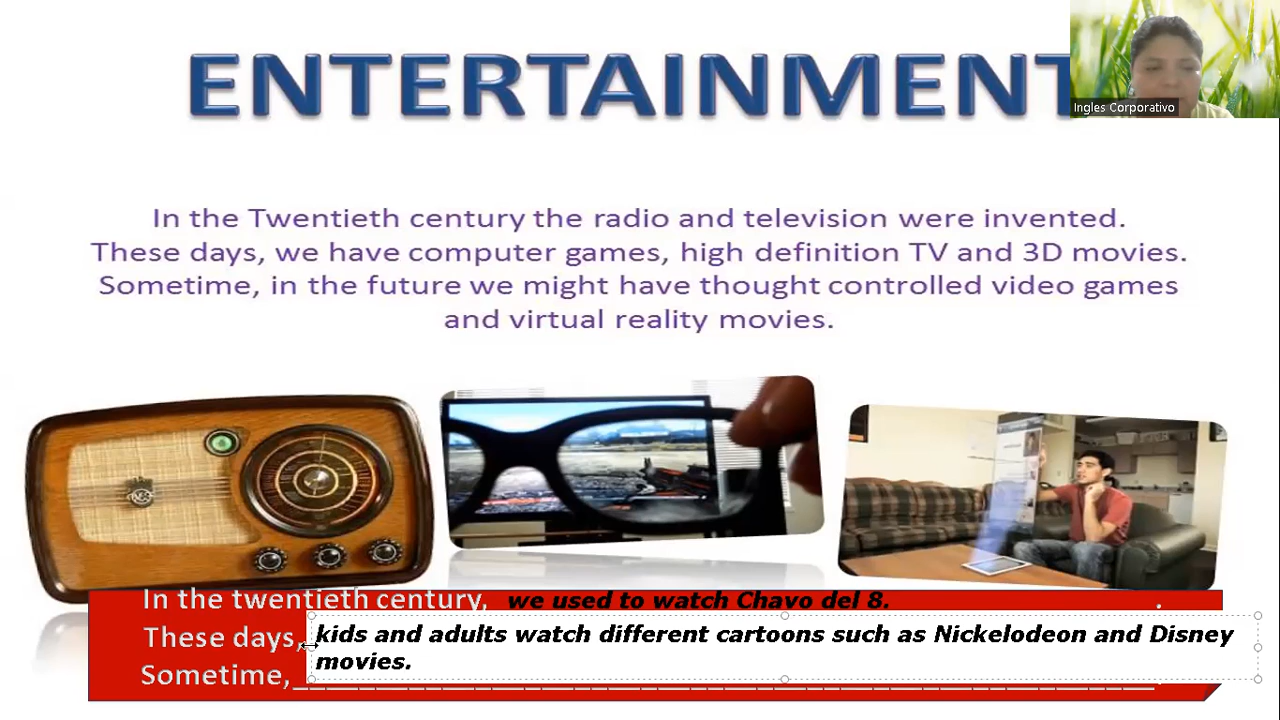 ENTERTAINMENT
Ingles Corporativo
In the Twentieth century the radio and television were invented.
These days, we have computer games, high definition TV and 3D movies.
Sometime, in the future we might have thought controlled video games
and virtual reality movies.
In the twentieth century, we used to watch Chavo del 8.
These days, kids and adults watch different cartoons such as Nickelodeon and Disney
movies.
Sometime,